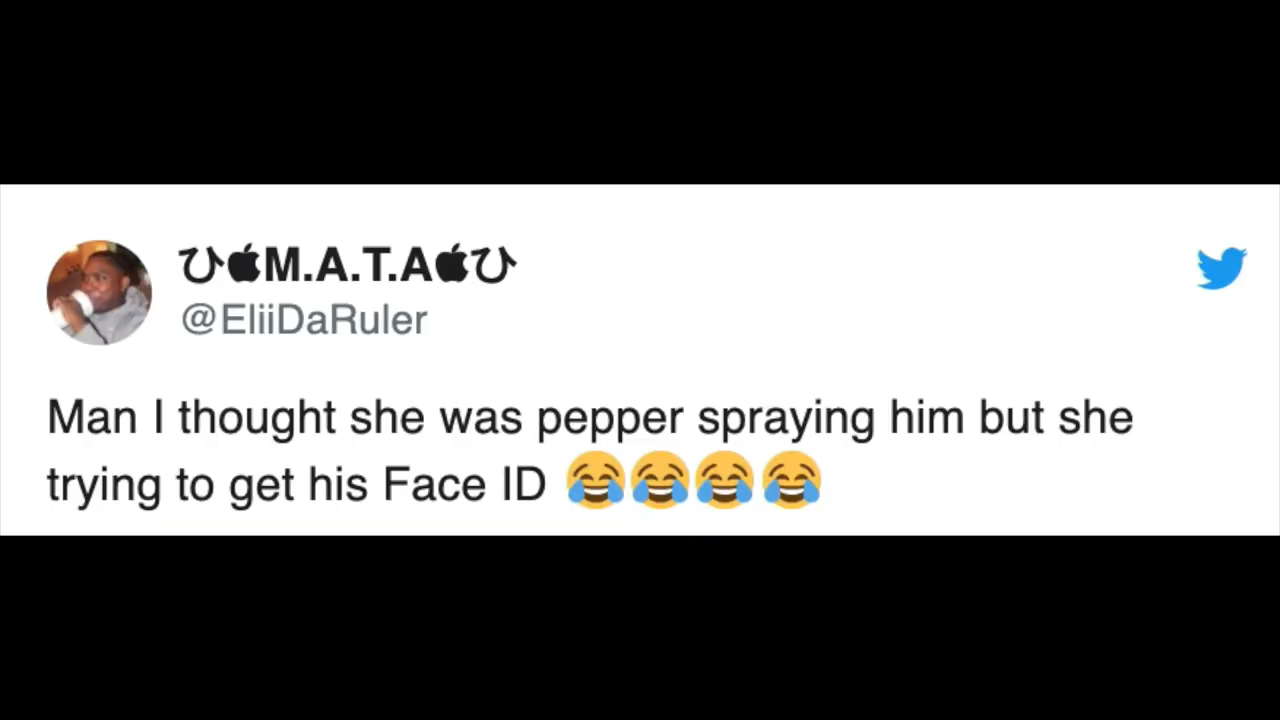 ひM.A.T.Aひ
@EliiDaRuler
Man I thought she was pepper spraying him but she
trying to get his Face ID 😂😂😂😂